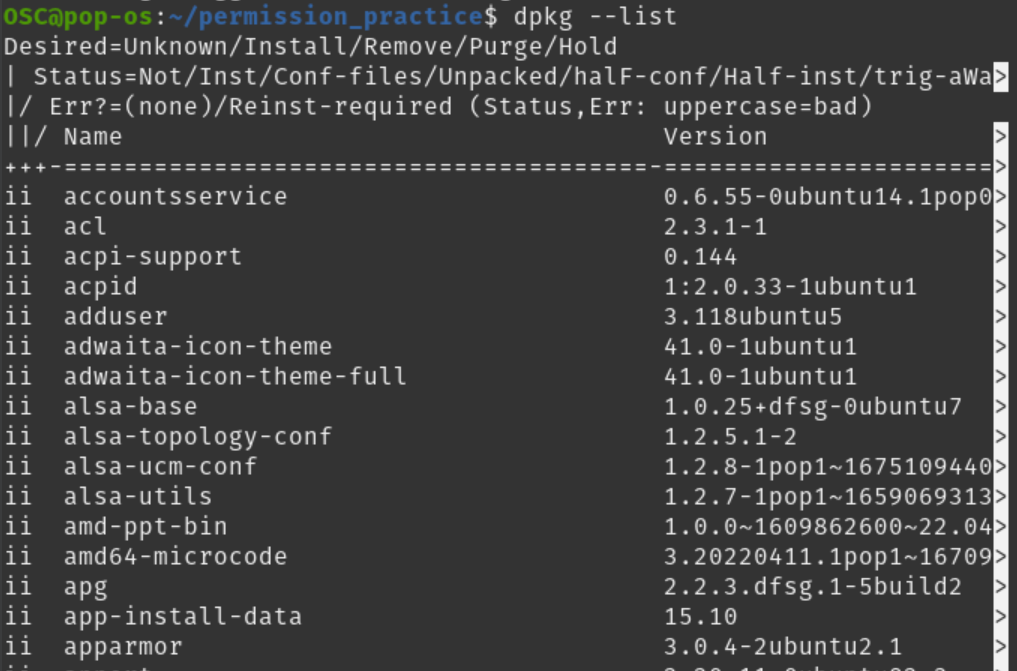 OSC@pop-os:~/permission_practice$ dpkg --list
Desired=Unknown/Install/Remove/Purge/Hold
| Status=Not/Inst/Conf-files/Unpacked/halF-conf/Half-inst/trig-aWa>
|/ Err?=(none)/Reinst-required (Status,Err: uppercase=bad)
||/ Name                                    Version               >
+++-=======================================-======================>
ii  accountsservice                         0.6.55-0ubuntu14.1pop0>
ii  acl                                     2.3.1-1               >
ii  acpi-support                            0.144                 >
ii  acpid                                   1:2.0.33-1ubuntu1     >
ii  adduser                                 3.118ubuntu5          >
ii  adwaita-icon-theme                      41.0-1ubuntu1         >
ii  adwaita-icon-theme-full                 41.0-1ubuntu1         >
ii  alsa-base                               1.0.25+dfsg-0ubuntu7  >
ii  alsa-topology-conf                      1.2.5.1-2             >
ii  alsa-ucm-conf                           1.2.8-1pop1~1675109440>
ii  alsa-utils                              1.2.7-1pop1~1659069313>
ii  amd-ppt-bin                             1.0.0~1609862600~22.04>
ii  amd64-microcode                         3.20220411.1pop1~16709>
ii  apg                                     2.2.3.dfsg.1-5build2  >
ii  app-install-data                        15.10                 >
ii  apparmor                                3.0.4-2ubuntu2.1      >